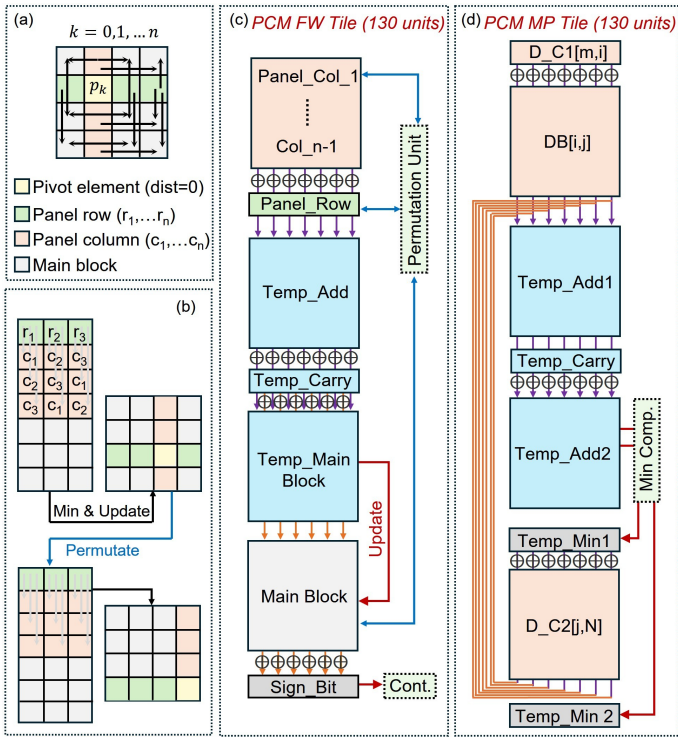 (a)
k = 0,1, … n
pₖ
Pivot element (dist=0)
Panel row (r₁,…rₙ)
Panel column (c₁,…cₙ)
Main block
(b)
r₁ r₂ r₃
c₁ c₂ c₃
c₂ c₃ c₁
c₃ c₁ c₂
Min & Update
Permutate
(c)
PCM FW Tile (130 units)
Panel_Col_1
Col_n-1
Panel_Row
Permutation Unit
Temp_Add
Temp_Carry
Temp_Main
Block
Update
Main Block
Sign_Bit
Cont.
(d)
PCM MP Tile (130 units)
D_C1[m,i]
DB[i,j]
Temp_Add1
Temp_Carry
Temp_Add2
Min Comp.
Temp_Min1
D_C2[j,N]
Temp_Min 2